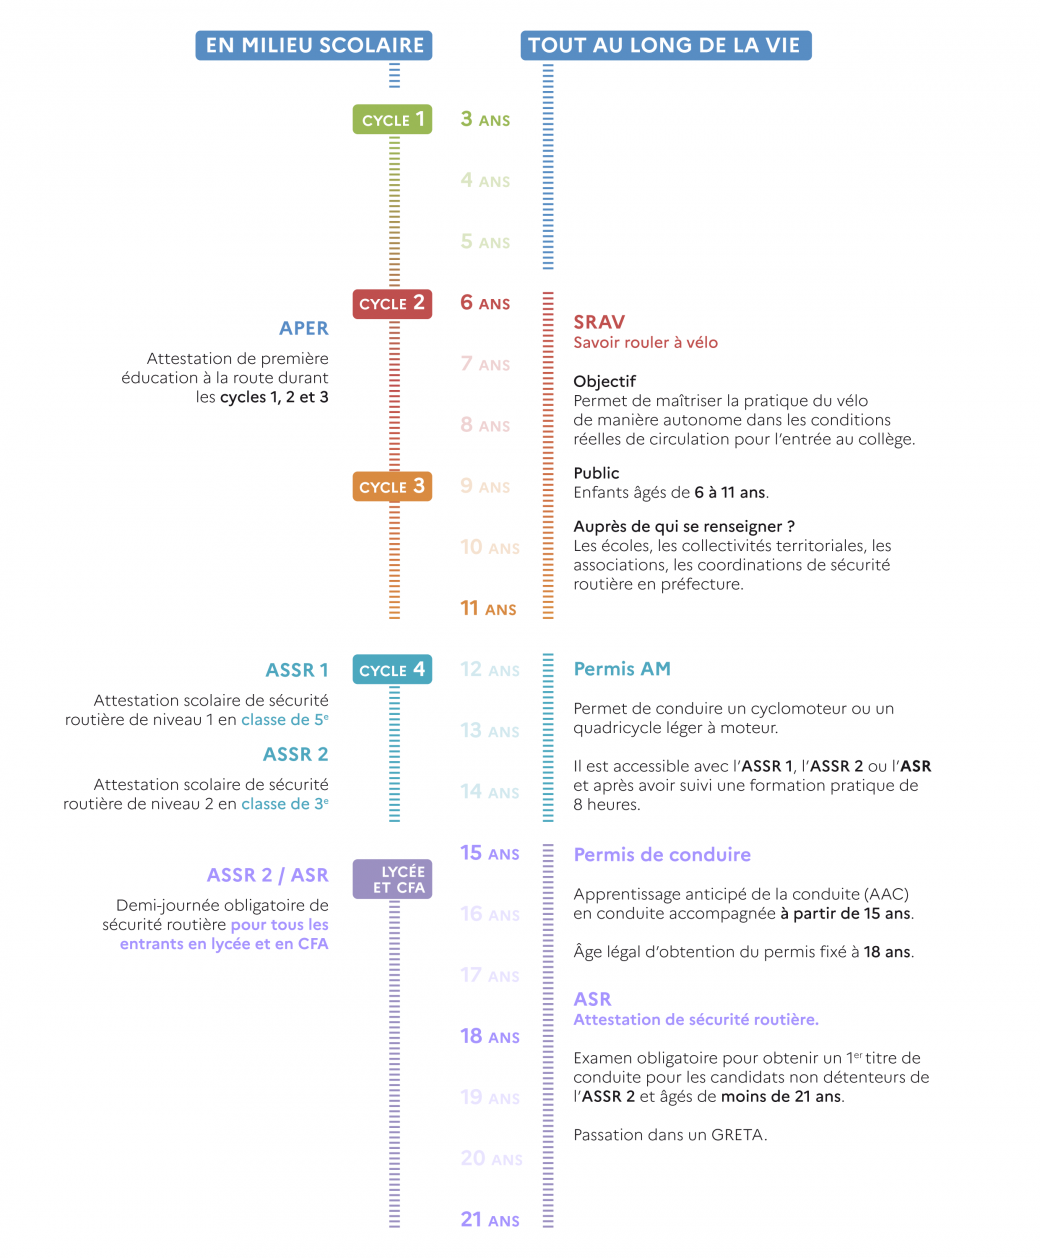 EN MILIEU SCOLAIRE
TOUT AU LONG DE LA VIE
CYCLE 1
3 ANS
4 ANS
5 ANS
CYCLE 2
6 ANS
APER
Attestation de première
éducation à la route durant
les cycles 1, 2 et 3
SRAV
Savoir rouler à vélo
7 ANS
Objectif
Permet de maîtriser la pratique du vélo
de manière autonome dans les conditions
réelles de circulation pour l'entrée au collège.
8 ANS
CYCLE 3
9 ANS
Public
Enfants âgés de 6 à 11 ans.
10 ANS
Auprès de qui se renseigner ?
Les écoles, les collectivités territoriales, les
associations, les coordinations de sécurité
routière en préfecture.
11 ANS
ASSR 1
Attestation scolaire de sécurité
routière de niveau 1 en classe de 5e
ASSR 2
Attestation scolaire de sécurité
routière de niveau 2 en classe de 3e
CYCLE 4
12 ANS
13 ANS
14 ANS
Permis AM
Permet de conduire un cyclomoteur ou un
quadricycle léger à moteur.
Il est accessible avec l'ASSR 1, l'ASSR 2 ou l'ASR
et après avoir suivi une formation pratique de
8 heures.
ASSR 2 / ASR
Demi-journée obligatoire de
sécurité routière pour tous les
entrants en lycée et en CFA
LYCÉE
ET CFA
15 ANS
16 ANS
17 ANS
18 ANS
19 ANS
20 ANS
21 ANS
Permis de conduire
Apprentissage anticipé de la conduite (AAC)
en conduite accompagnée à partir de 15 ans.
Âge légal d'obtention du permis fixé à 18 ans.
ASR
Attestation de sécurité routière.
Examen obligatoire pour obtenir un 1er titre de
conduite pour les candidats non détenteurs de
l'ASSR 2 et âgés de moins de 21 ans.
Passation dans un GRETA.